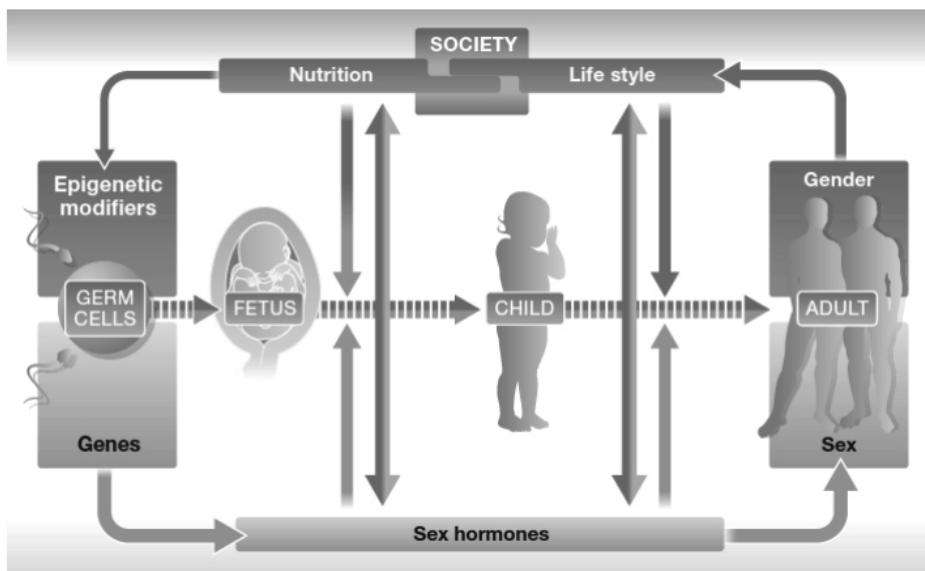 SOCIETY
Nutrition
Life style
Epigenetic
modifiers
Gender
GERM
CELLS
FETUS
CHILD
ADULT
Genes
Sex
Sex hormones